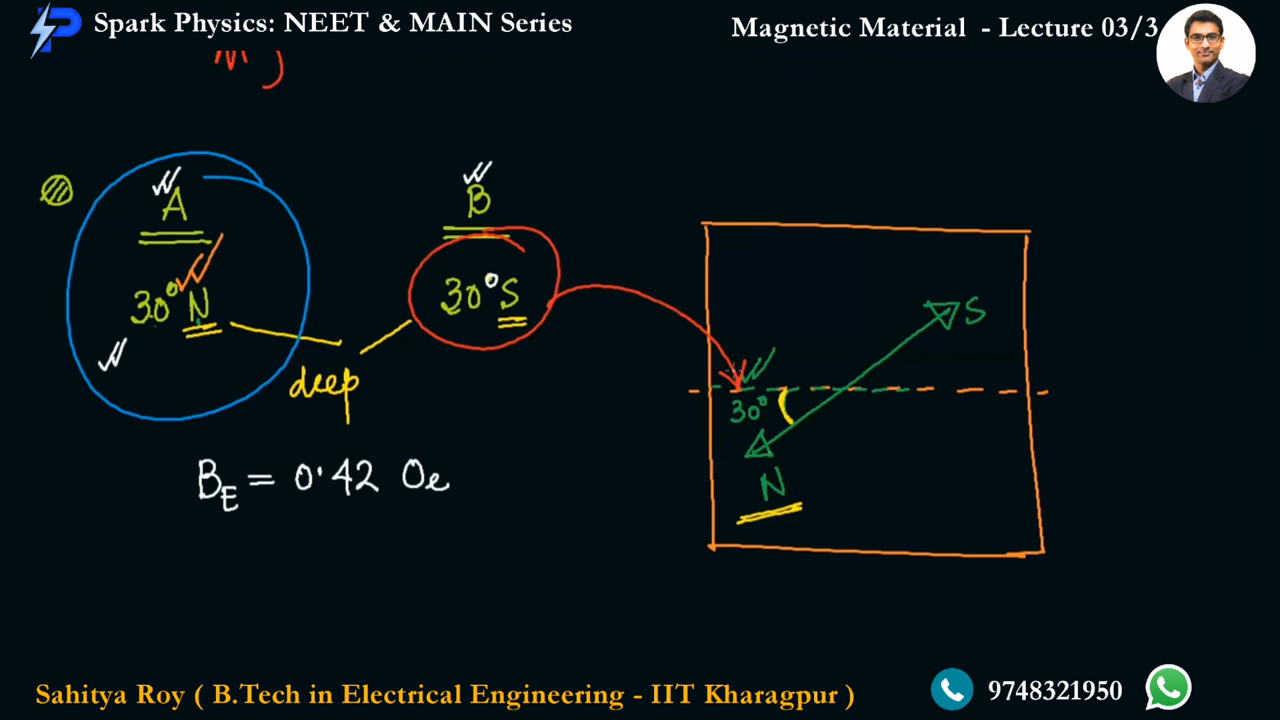 Spark Physics: NEET & MAIN Series
Magnetic Material - Lecture 03/3
A
B
30° N
30° S
deep
B_E = 0.42 Oe
S
30°
N
Sahitya Roy ( B.Tech in Electrical Engineering - IIT Kharagpur )
9748321950